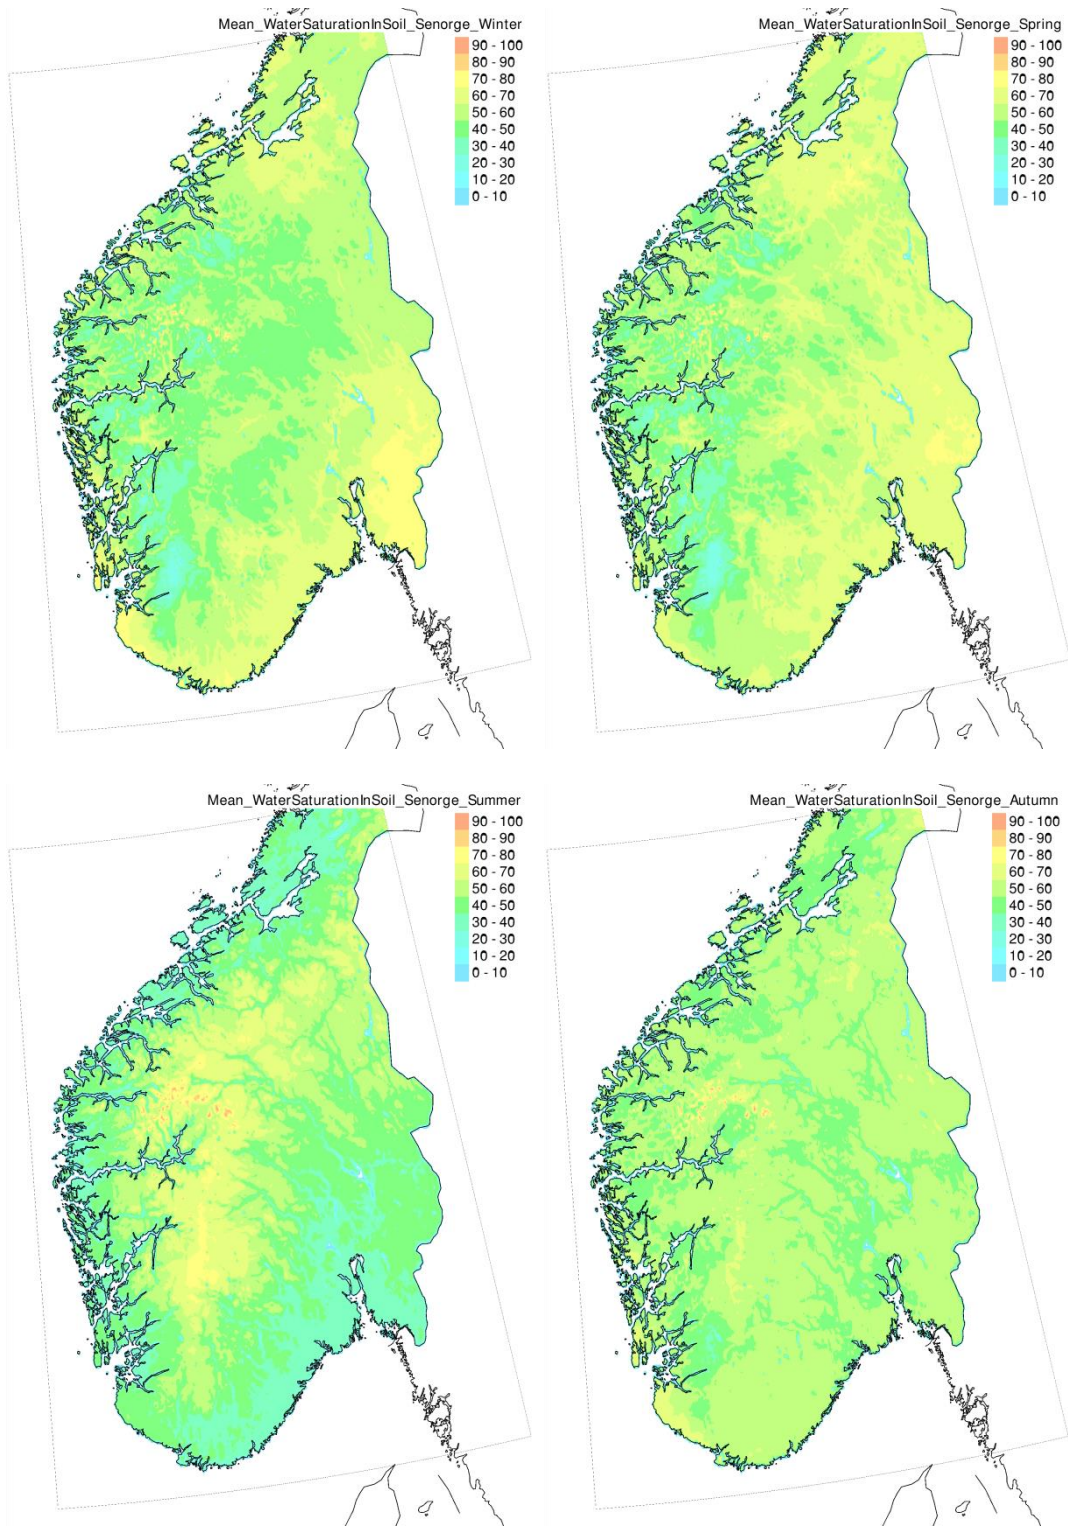 Mean_WaterSaturationInSoil_Senorge_Winter
90 - 100
80 - 90
70 - 80
60 - 70
50 - 60
40 - 50
30 - 40
20 - 30
10 - 20
0 - 10
Mean_WaterSaturationInSoil_Senorge_Spring
90 - 100
80 - 90
70 - 80
60 - 70
50 - 60
40 - 50
30 - 40
20 - 30
10 - 20
0 - 10
Mean_WaterSaturationInSoil_Senorge_Summer
90 - 100
80 - 90
70 - 80
60 - 70
50 - 60
40 - 50
30 - 40
20 - 30
10 - 20
0 - 10
Mean_WaterSaturationInSoil_Senorge_Autumn
90 - 100
80 - 90
70 - 80
60 - 70
50 - 60
40 - 50
30 - 40
20 - 30
10 - 20
0 - 10